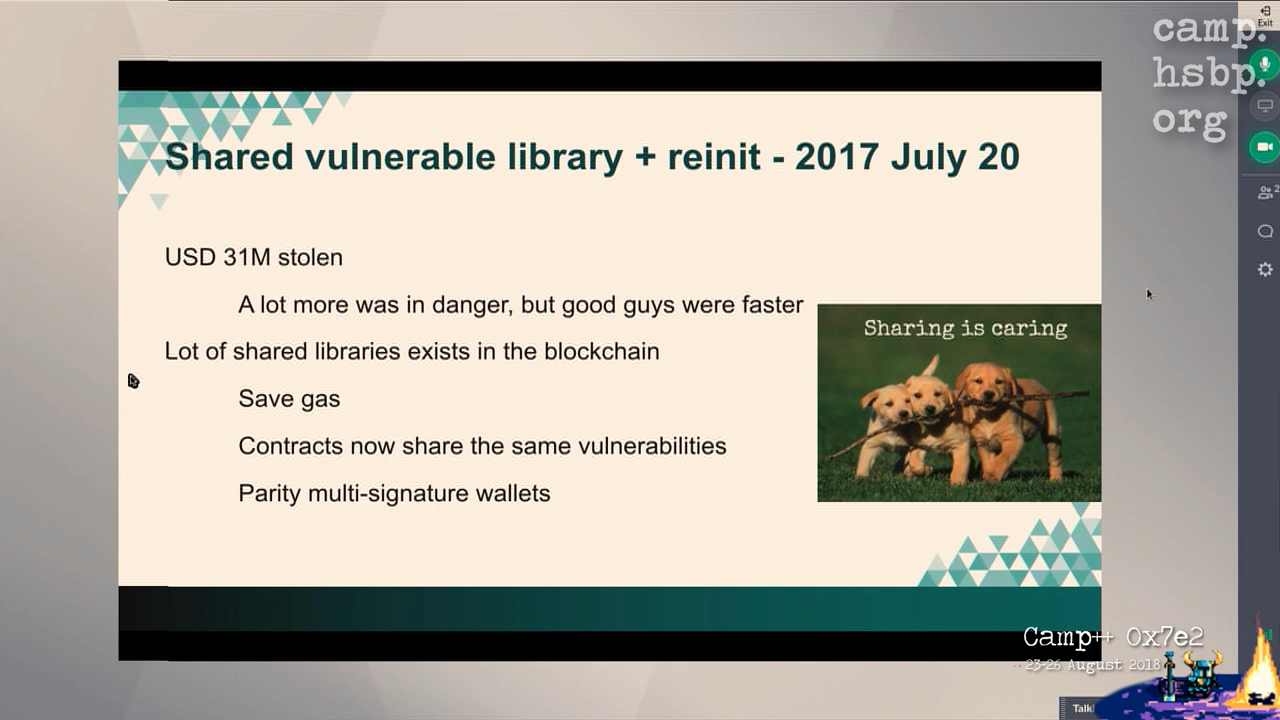 Exit
camp.
hsbp.
org
Shared vulnerable library + reinit - 2017 July 20
USD 31M stolen
A lot more was in danger, but good guys were faster
Sharing is caring
Lot of shared libraries exists in the blockchain
Save gas
Contracts now share the same vulnerabilities
Parity multi-signature wallets
Camp++ 0x7e2
23-26 August 2018
Talk